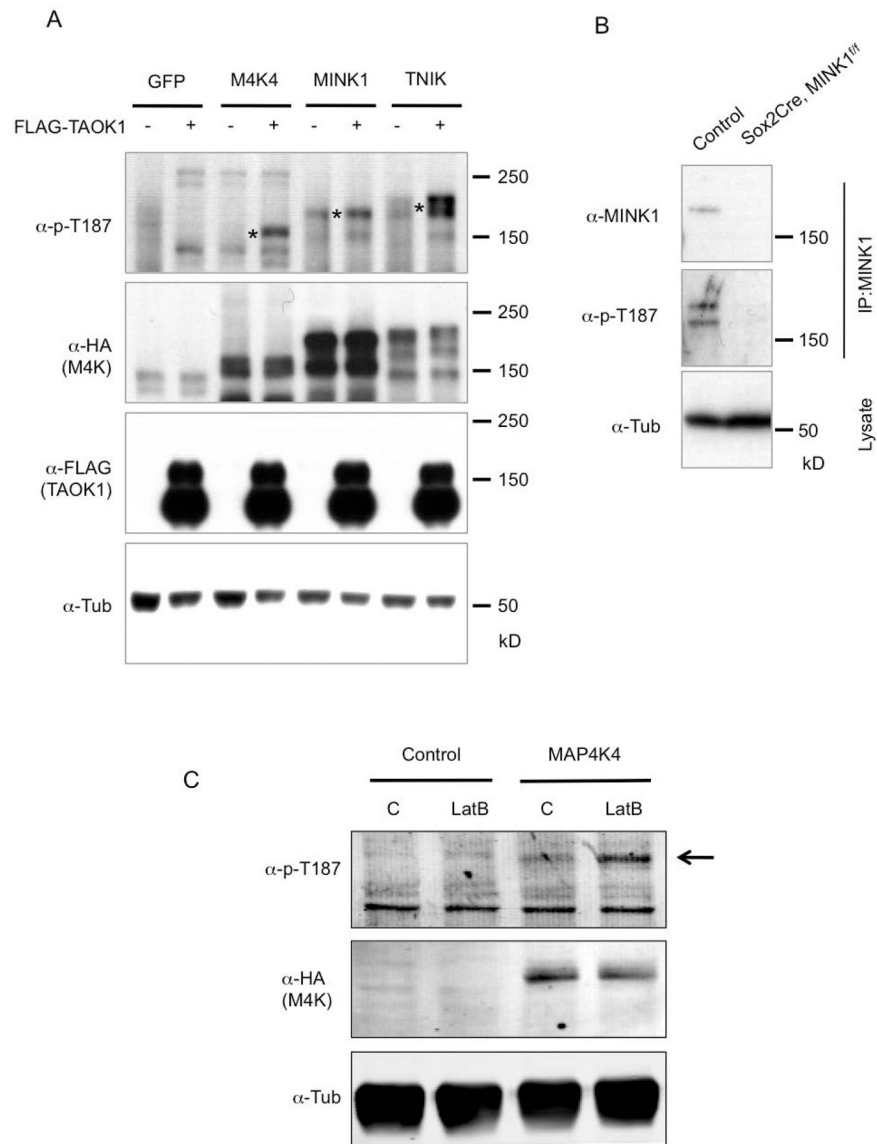 A
GFP M4K4 MINK1 TNIK
FLAG-TAOK1 - + - + - + - +
α-p-T187
250
* * *
150
α-HA
(M4K)
250
150
α-FLAG
(TAOK1)
250
150
α-Tub
50
kD
B
Control Sox2Cre, MINK1f/f
α-MINK1
150
α-p-T187
150
IP:MINK1
α-Tub
50
kD
Lysate
C
Control MAP4K4
C LatB C LatB
α-p-T187
α-HA
(M4K)
α-Tub